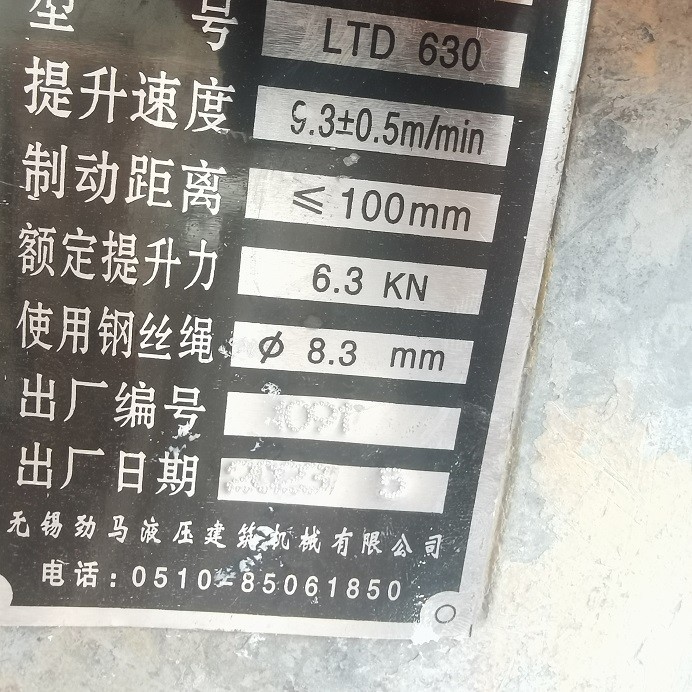 型 号 LTD 630
提升速度 9.3±0.5m/min
制动距离 ≤100mm
额定提升力 6.3 KN
使用钢丝绳 ϕ 8.3 mm
出厂编号 1091
出厂日期
无锡劲马液压建筑机械有限公司
电话：0510-85061850